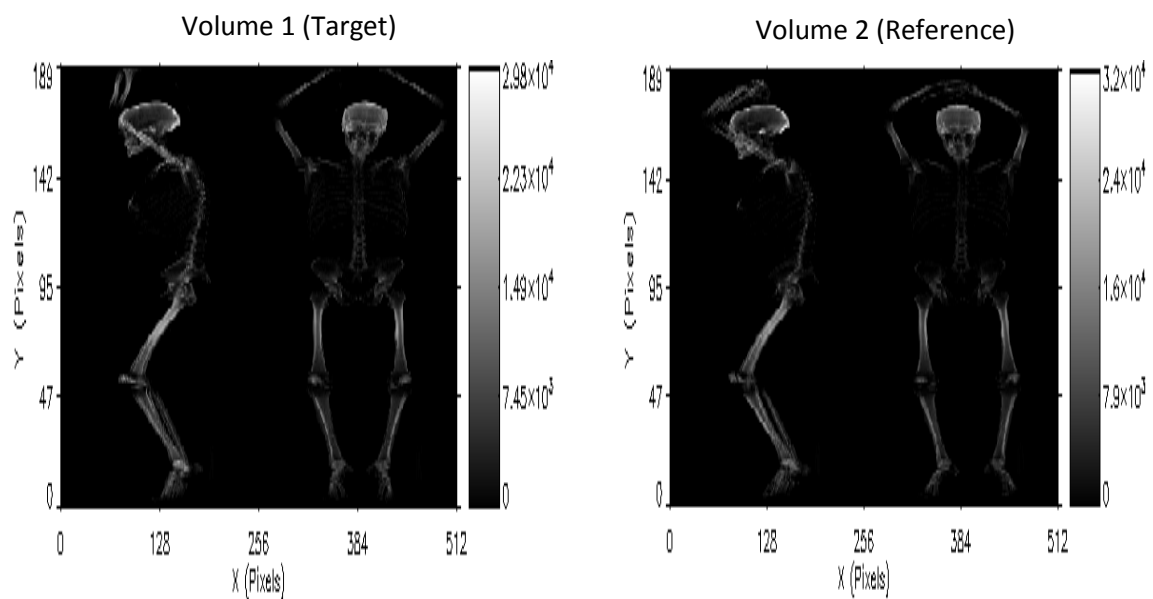 Volume 1 (Target)
Volume 2 (Reference)
189
142
95
47
0
Y (Pixels)
0 128 256 384 512
X (Pixels)
2.98×10⁴
2.23×10⁴
1.49×10⁴
7.45×10³
0
189
142
95
47
0
Y (Pixels)
0 128 256 384 512
X (Pixels)
3.2×10⁴
2.4×10⁴
1.6×10⁴
7.9×10³
0